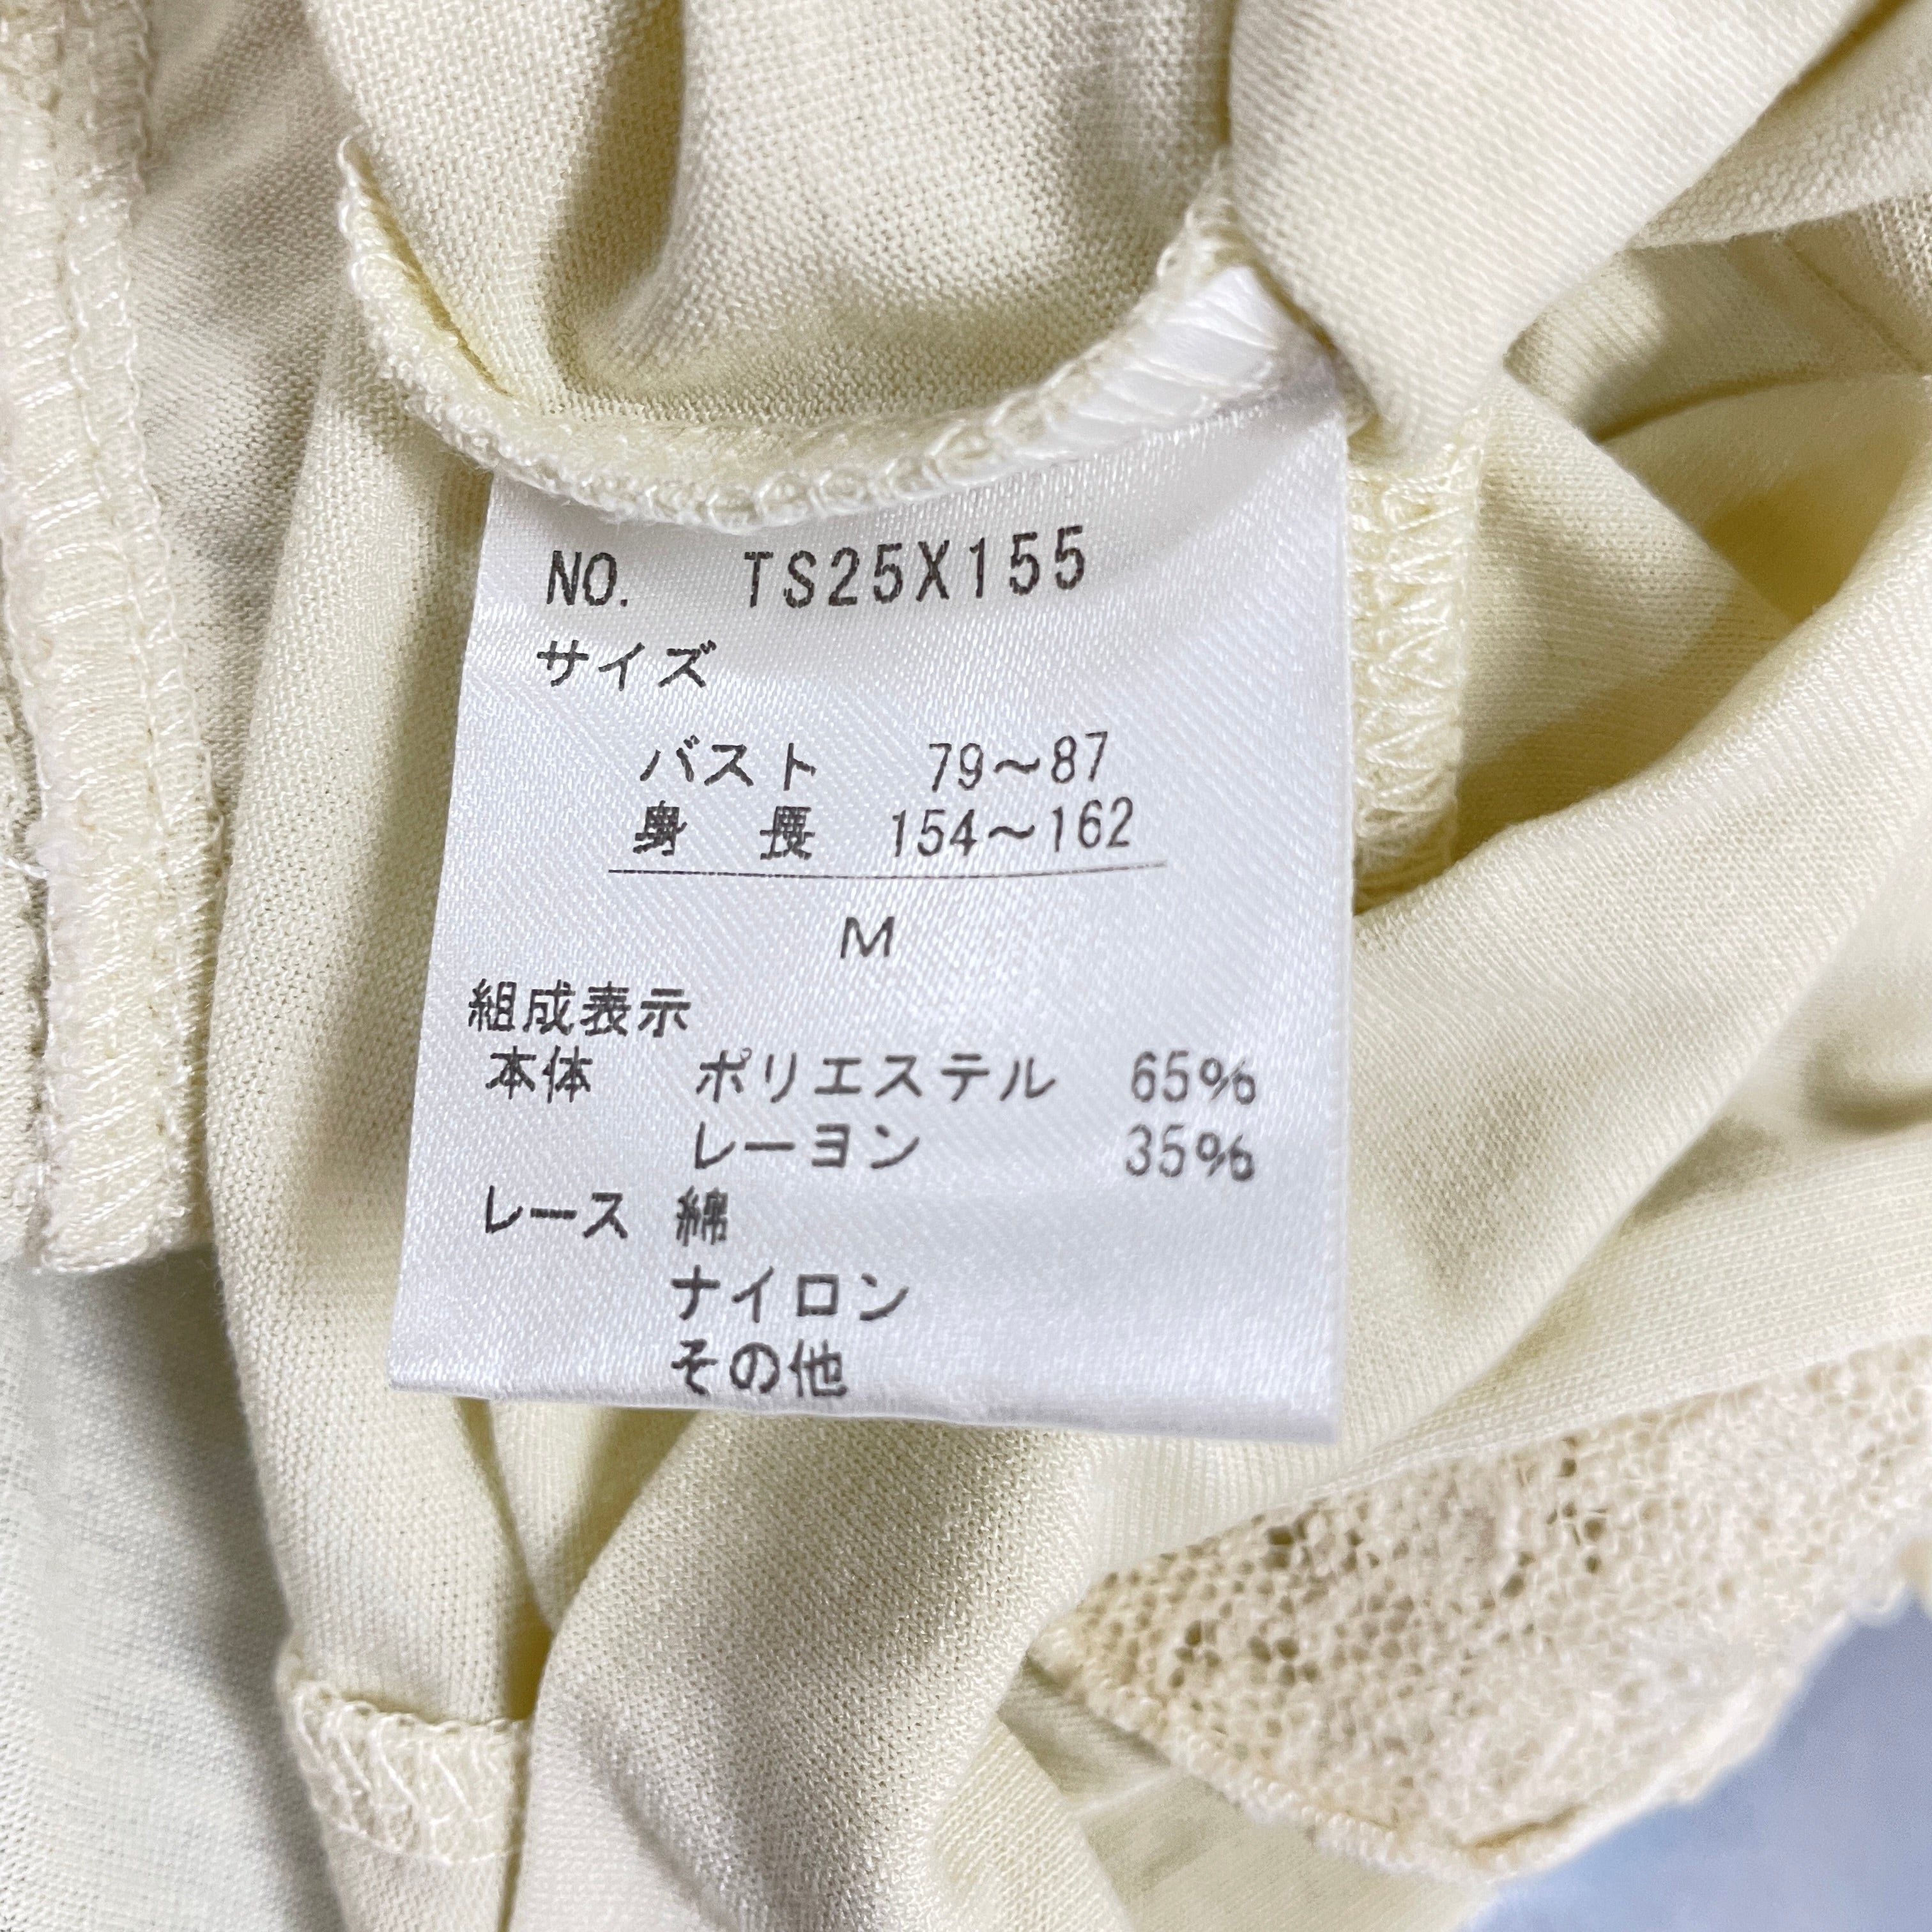 NO. TS25X155
サイズ
バスト 79～87
身 長 154～162
M
組成表示
本体 ポリエステル 65%
レーヨン 35%
レース 綿
ナイロン
その他